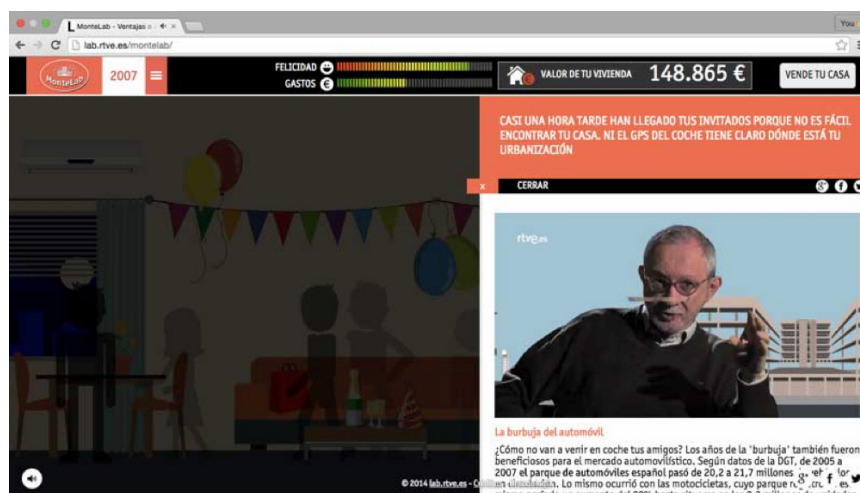 MonteLab - Ventajas o
You
lab.rtve.es/montelab/
MonteLab
2007
FELICIDAD
GASTOS
VALOR DE TU VIVIENDA 148.865 €
VENDE TU CASA
CASI UNA HORA TARDE HAN LLEGADO TUS INVITADOS PORQUE NO ES FÁCIL
ENCONTRAR TU CASA. NI EL GPS DEL COCHE TIENE CLARO DÓNDE ESTÁ TU
URBANIZACIÓN
x CERRAR
rtve.es
La burbuja del automóvil
¿Cómo no van a venir en coche tus amigos? Los años de la 'burbuja' también fueron
beneficiosos para el mercado automovilístico. Según datos de la DGT, de 2005 a
2007 el parque de automóviles español pasó de 20,2 a 21,7 millones
Lo mismo ocurrió con las motocicletas, cuyo parque
© 2014 lab.rtve.es -